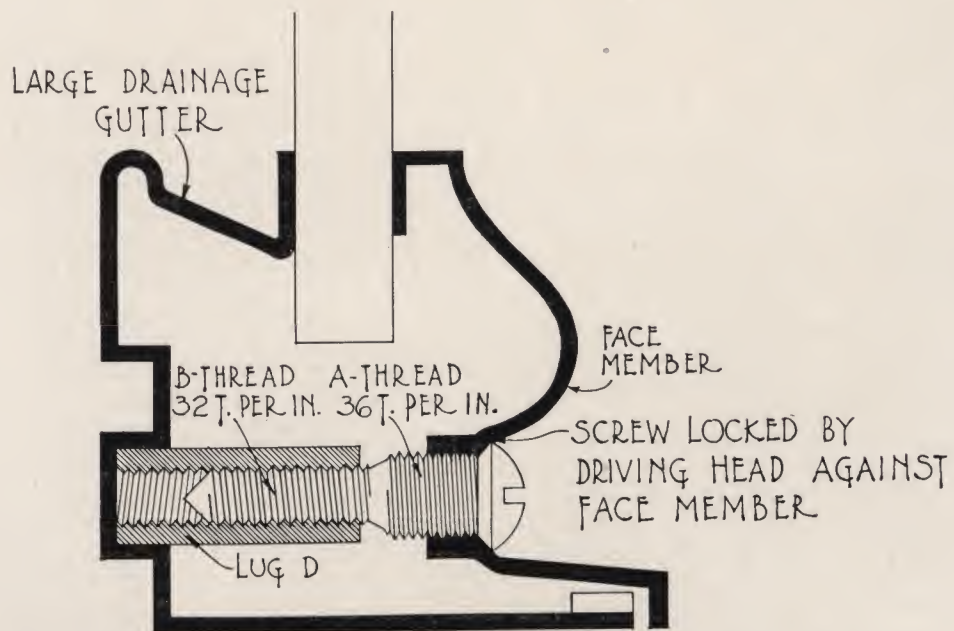 LARGE DRAINAGE
GUTTER
FACE
MEMBER
B-THREAD
32 T. PER IN.
A-THREAD
36 T. PER IN.
SCREW LOCKED BY
DRIVING HEAD AGAINST
FACE MEMBER
LUG D